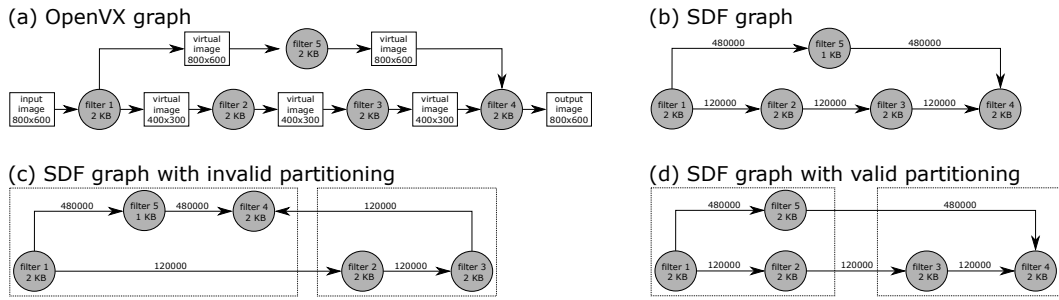 (a) OpenVX graph
virtual
image
800x600
filter 5
2 KB
virtual
image
800x600
input
image
800x600
filter 1
2 KB
virtual
image
400x300
filter 2
2 KB
virtual
image
400x300
filter 3
2 KB
virtual
image
400x300
filter 4
2 KB
output
image
800x600
(b) SDF graph
480000
filter 5
1 KB
480000
filter 1
2 KB
120000
filter 2
2 KB
120000
filter 3
2 KB
120000
filter 4
2 KB
(c) SDF graph with invalid partitioning
480000
filter 5
1 KB
480000
filter 4
2 KB
120000
filter 1
2 KB
120000
filter 2
2 KB
120000
filter 3
2 KB
(d) SDF graph with valid partitioning
480000
filter 5
2 KB
480000
filter 1
2 KB
120000
filter 2
2 KB
120000
filter 3
2 KB
120000
filter 4
2 KB